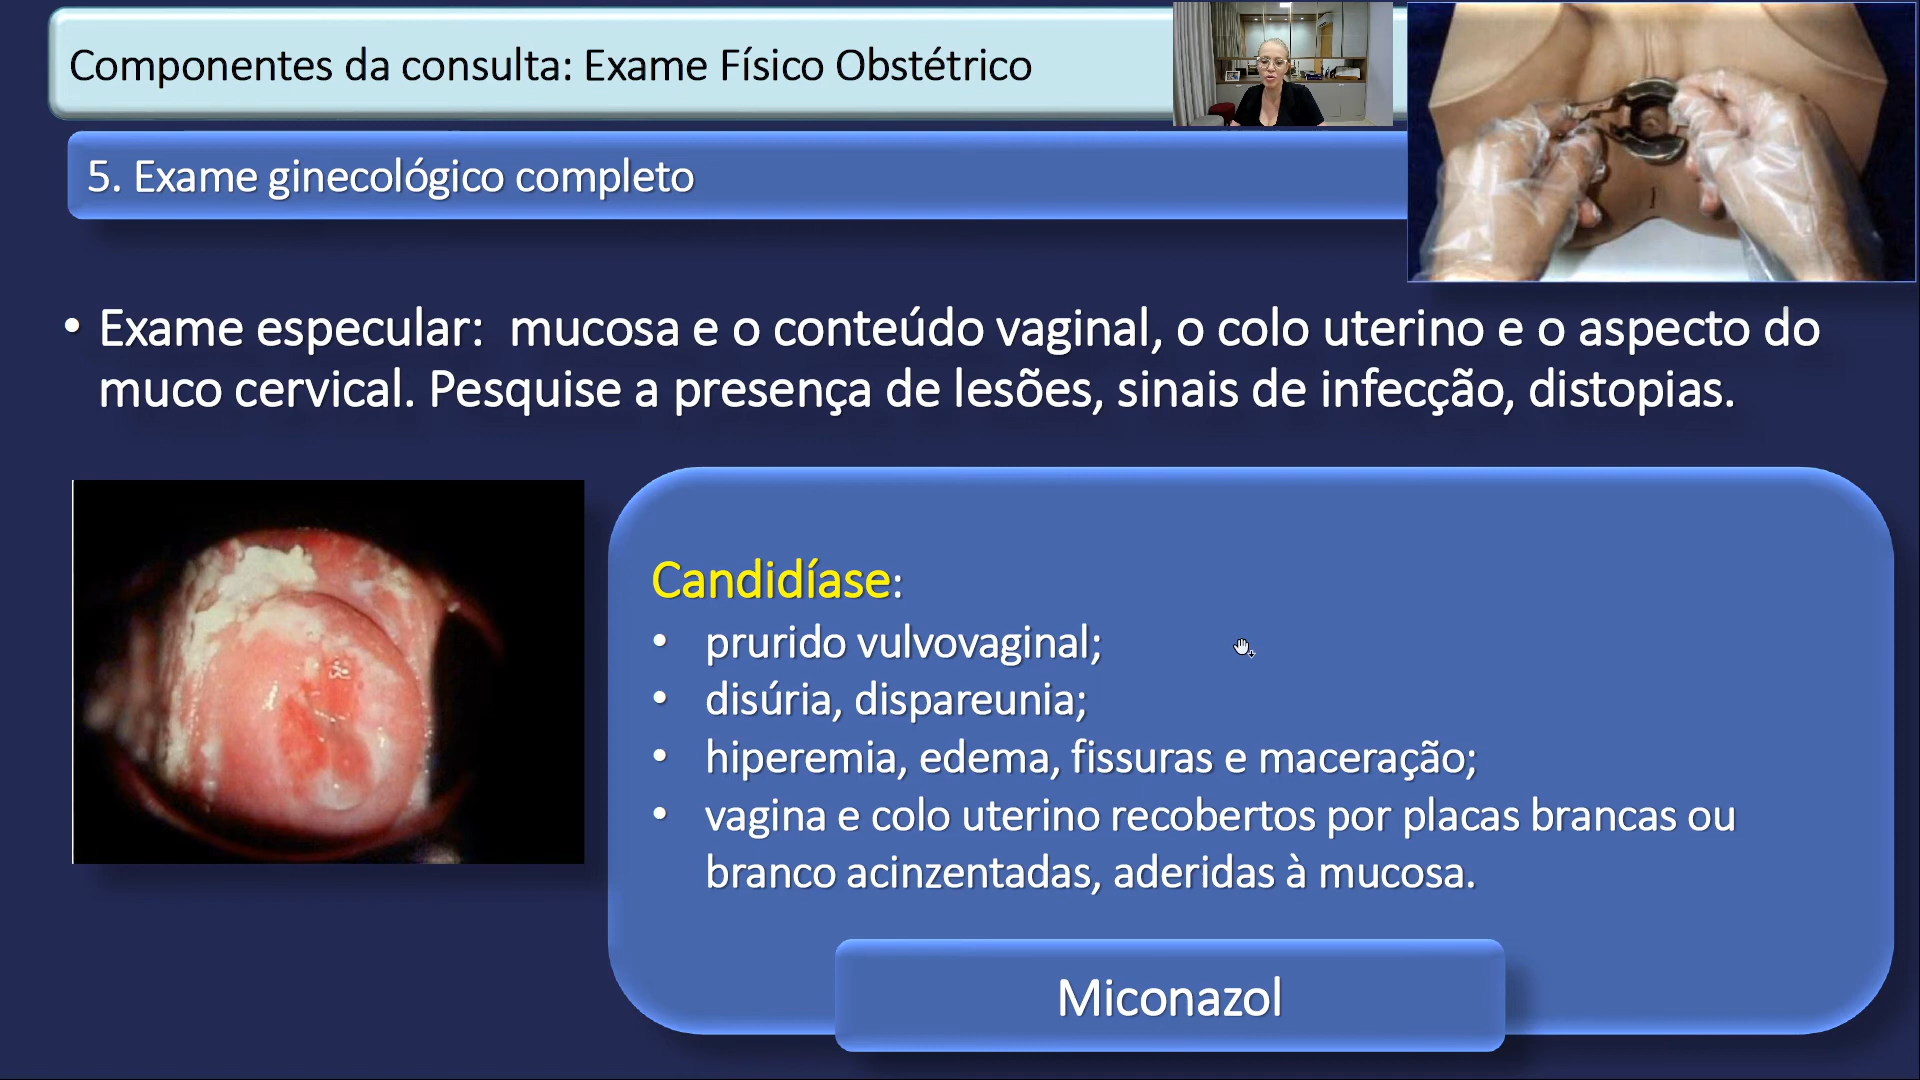 Componentes da consulta: Exame Físico Obstétrico
5. Exame ginecológico completo
• Exame especular: mucosa e o conteúdo vaginal, o colo uterino e o aspecto do
muco cervical. Pesquise a presença de lesões, sinais de infecção, distopias.
Candidíase:
• prurido vulvovaginal;
• disúria, dispareunia;
• hiperemia, edema, fissuras e maceração;
• vagina e colo uterino recobertos por placas brancas ou
branco acinzentadas, aderidas à mucosa.
Miconazol